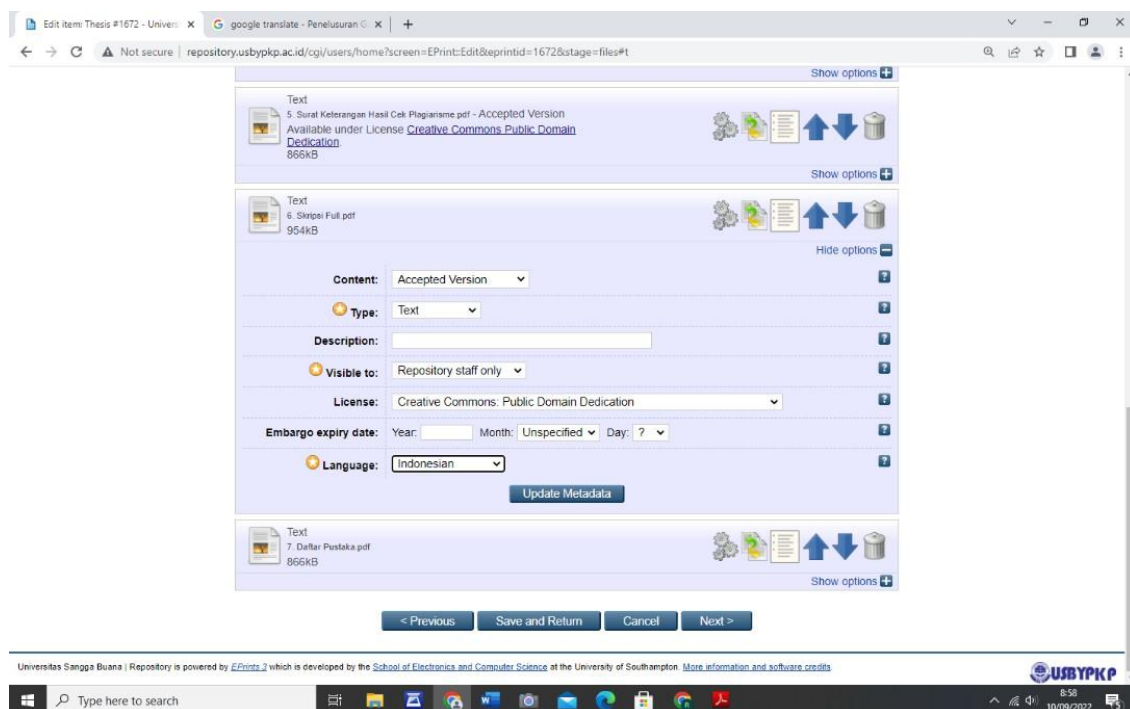 Edit item: Thesis #1672 - Univers
google translate - Penelusuran G
Not secure | repository.usbypkp.ac.id/cgi/users/home?screen=EPrint::Edit&eprintid=1672&stage=files#t
Show options
Text
5. Surat Keterangan Hasil Cek Plagiarisme.pdf - Accepted Version
Available under License Creative Commons Public Domain
Dedication.
866kB
Show options
Text
6. Skripsi Full.pdf
954kB
Hide options
Content: Accepted Version
Type: Text
Description:
Visible to: Repository staff only
License: Creative Commons: Public Domain Dedication
Embargo expiry date: Year: Month: Unspecified Day: ?
Language: Indonesian
Update Metadata
Text
7. Daftar Pustaka.pdf
866kB
Show options
< Previous Save and Return Cancel Next >
Universitas Sangga Buana | Repository is powered by EPrints 3 which is developed by the School of Electronics and Computer Science at the University of Southampton. More information and software credits.
USBYPKP
Type here to search
8:58
10/09/2022